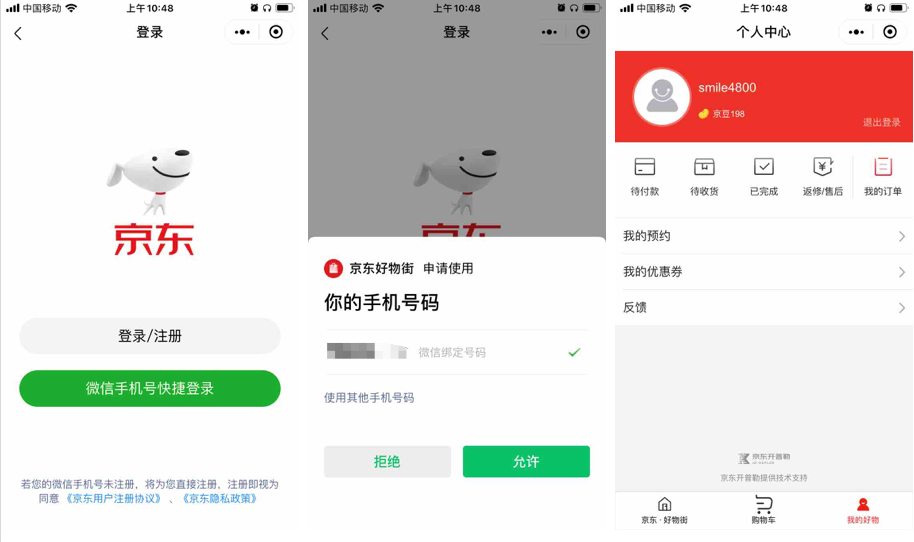 中国移动
上午10:48
登录
京东
登录/注册
微信手机号快捷登录
若您的微信手机号未注册，将为您直接注册，注册即视为
同意《京东用户注册协议》、《京东隐私政策》
中国移动
上午10:48
登录
京东
京东好物街 申请使用
你的手机号码
微信绑定号码
使用其他手机号码
拒绝
允许
中国移动
上午10:48
个人中心
smile4800
京豆198
退出登录
待付款
待收货
已完成
返修/售后
我的订单
我的预约
我的优惠券
反馈
京东开普勒
京东开普勒提供技术支持
京东·好物街
购物车
我的好物